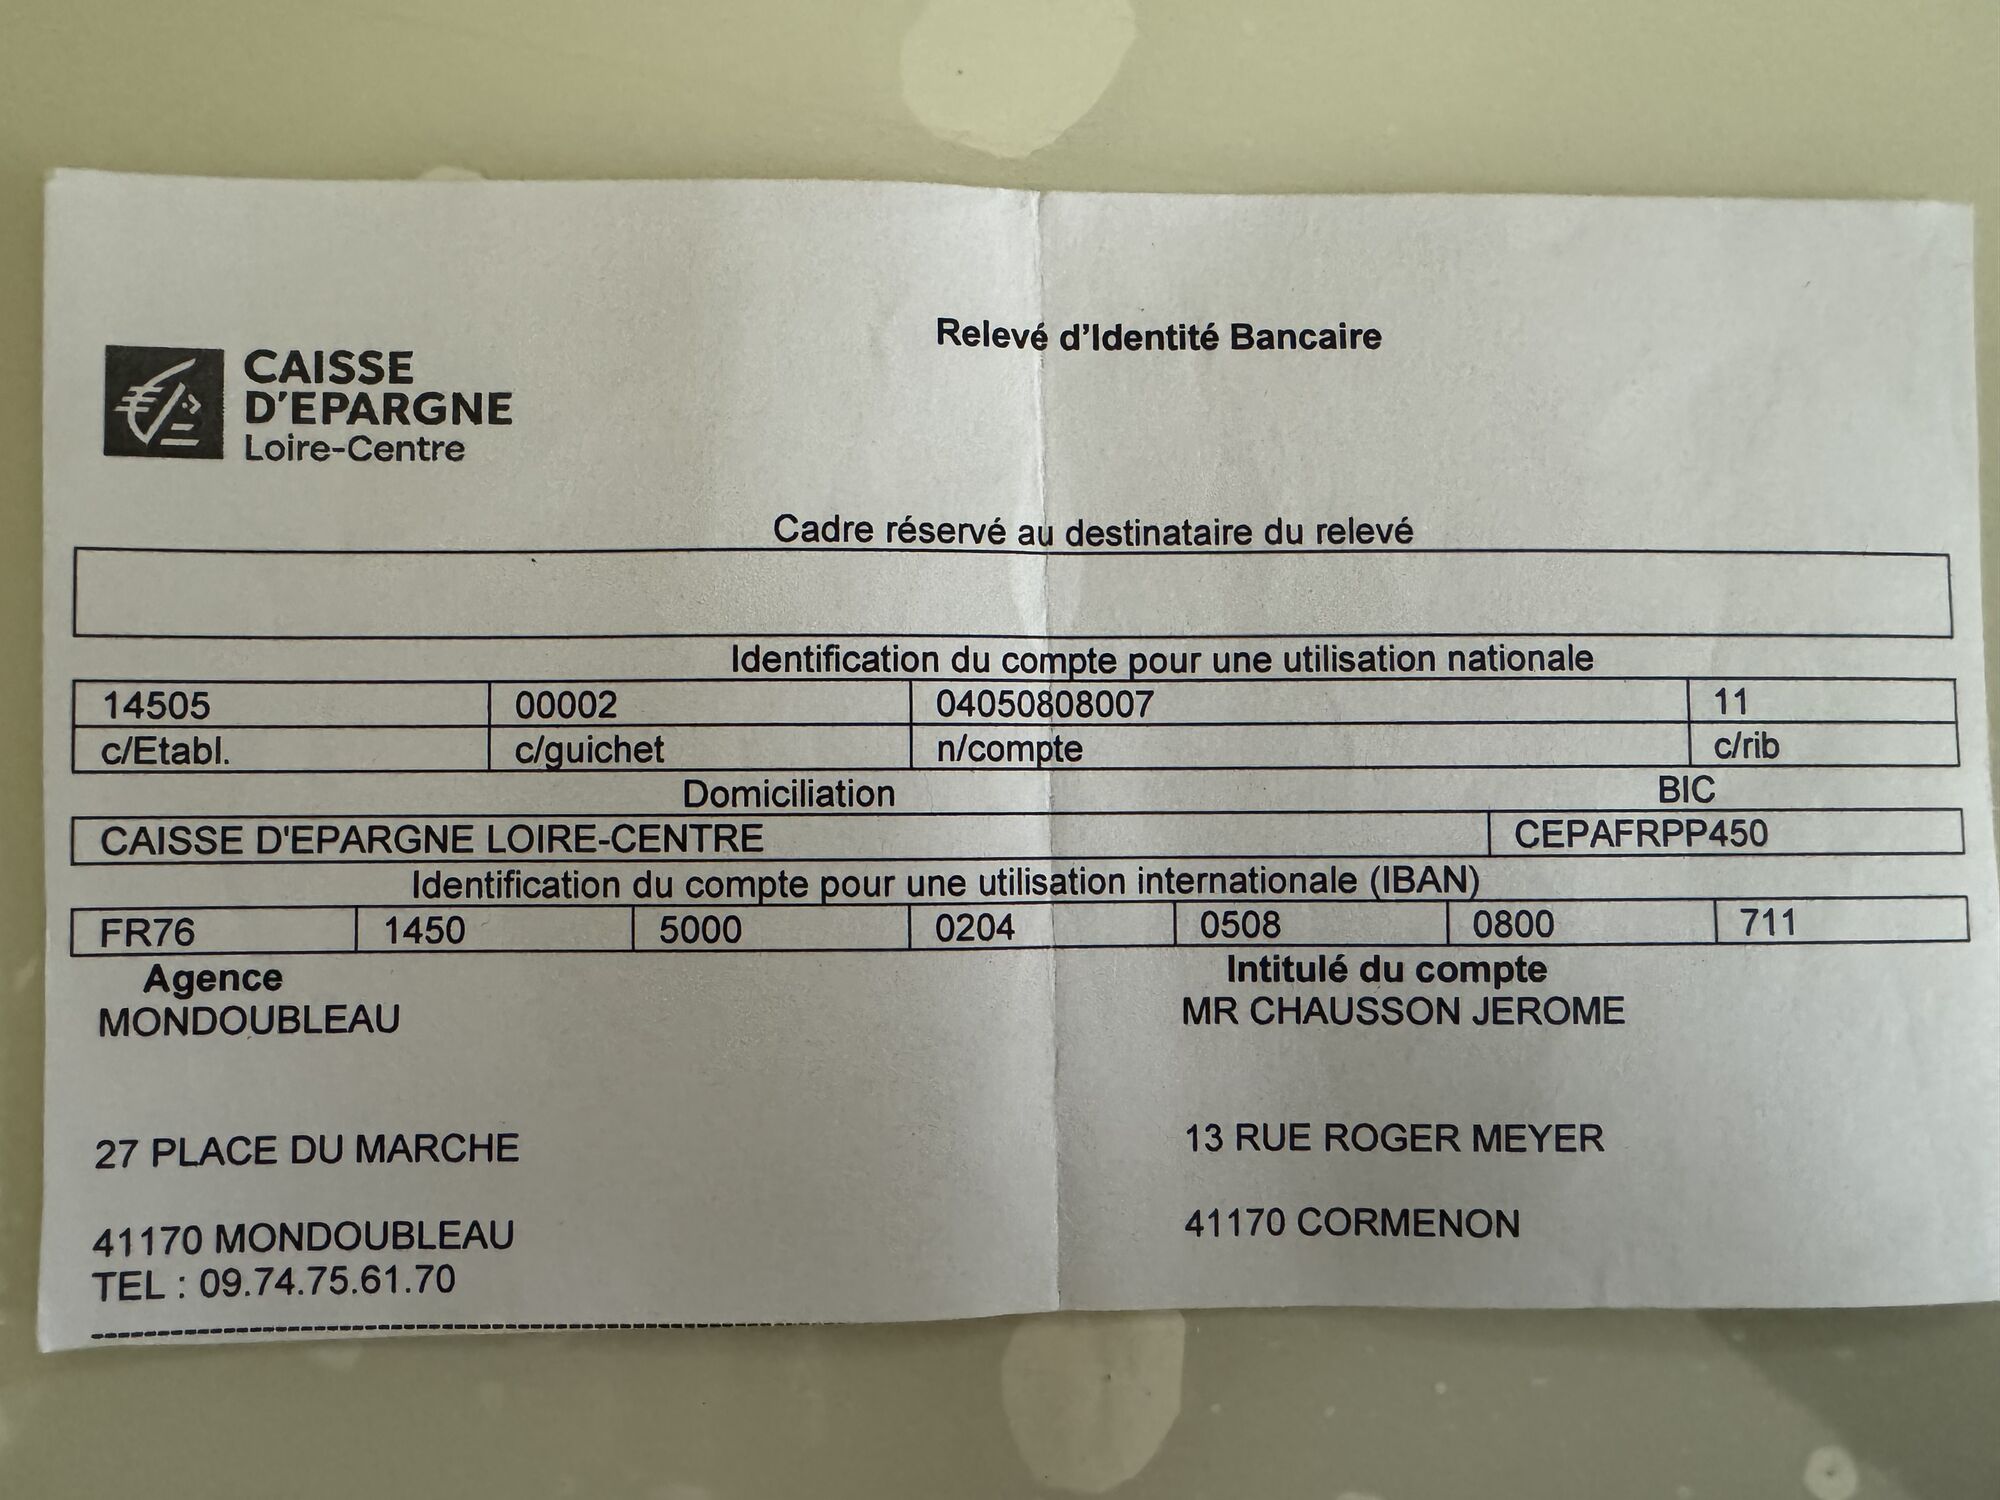 Relevé d'Identité Bancaire
CAISSE
D'EPARGNE
Loire-Centre
Cadre réservé au destinataire du relevé
Identification du compte pour une utilisation nationale
14505 00002 04050808007 11
c/Etabl. c/guichet n/compte c/rib
Domiciliation BIC
CAISSE D'EPARGNE LOIRE-CENTRE CEPAFRPP450
Identification du compte pour une utilisation internationale (IBAN)
FR76 1450 5000 0204 0508 0800 711
Agence Intitulé du compte
MONDOUBLEAU MR CHAUSSON JEROME
27 PLACE DU MARCHE 13 RUE ROGER MEYER
41170 MONDOUBLEAU 41170 CORMENON
TEL : 09.74.75.61.70